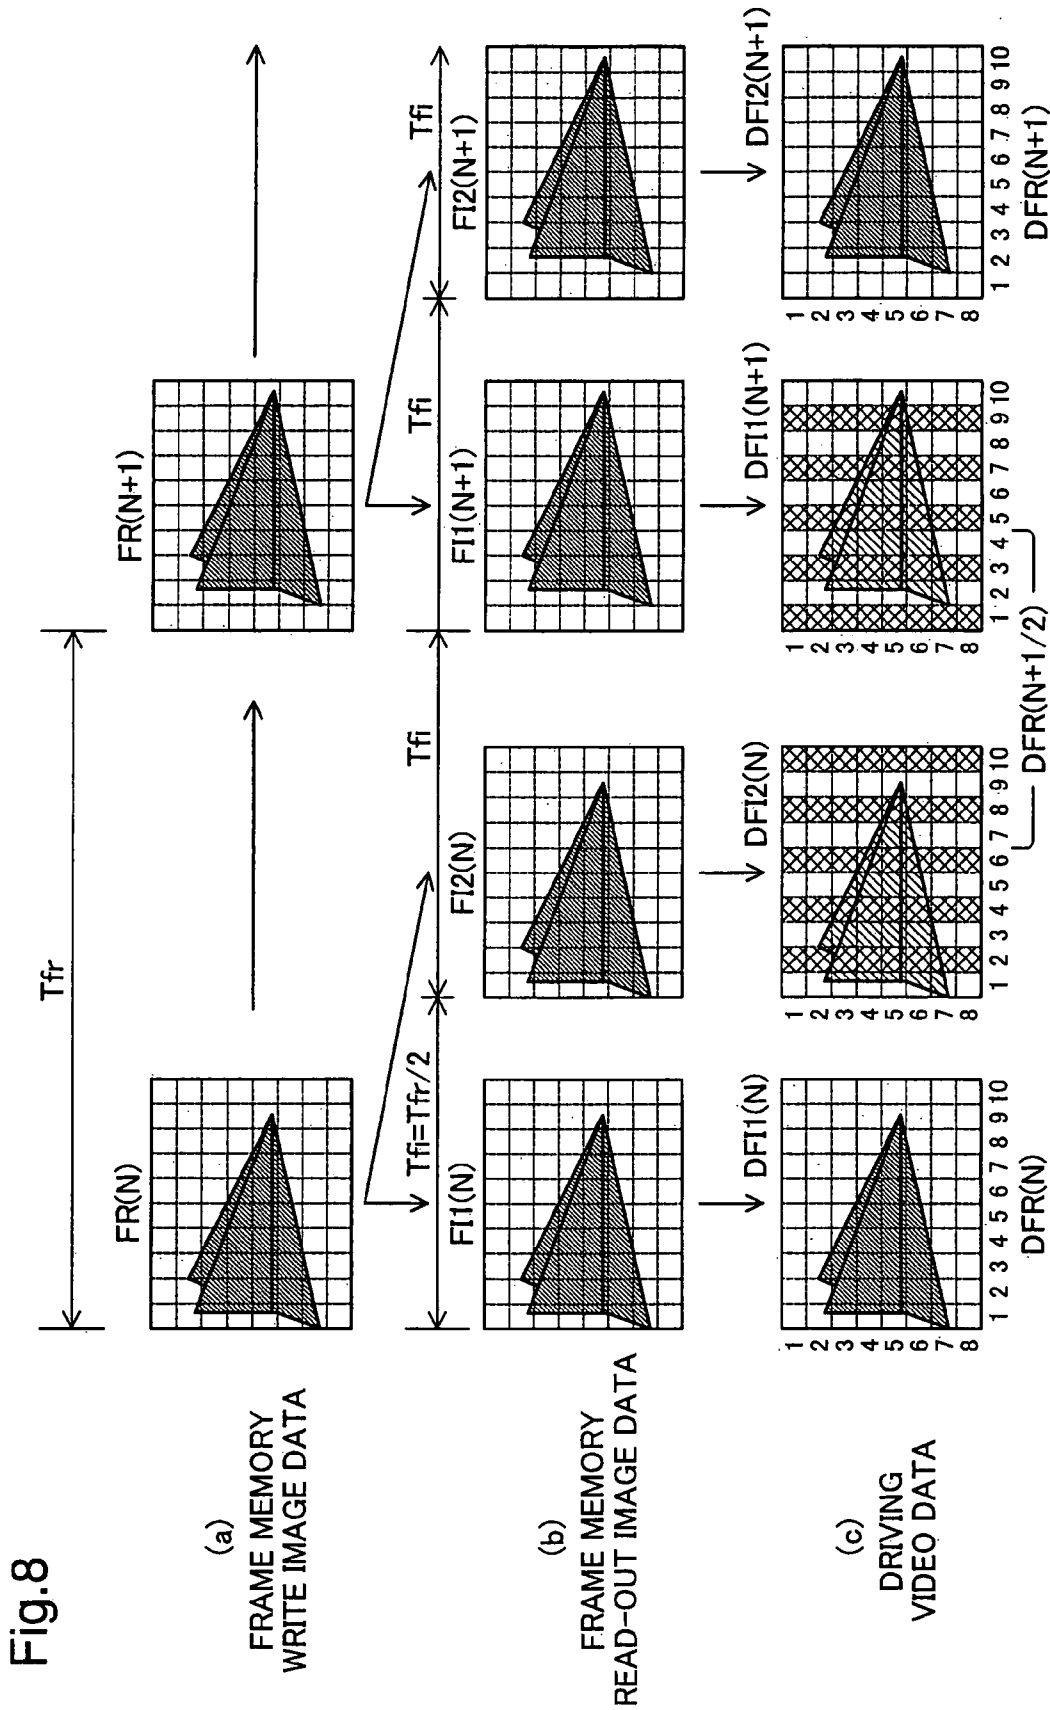 Fig.8
Tfr
(a)
FRAME MEMORY
WRITE IMAGE DATA
FR(N)
FR(N+1)
Tfi=Tfr/2
Tfi
Tfi
Tfi
(b)
FRAME MEMORY
READ-OUT IMAGE DATA
FI1(N)
FI2(N)
FI1(N+1)
FI2(N+1)
DFI1(N)
DFI2(N)
DFI1(N+1)
DFI2(N+1)
(c)
DRIVING
VIDEO DATA
1
2
3
4
5
6
7
8
1 2 3 4 5 6 7 8 9 10
1
2
3
4
5
6
7
8
1 2 3 4 5 6 7 8 9 10
1
2
3
4
5
6
7
8
1 2 3 4 5 6 7 8 9 10
1
2
3
4
5
6
7
8
1 2 3 4 5 6 7 8 9 10
DFR(N)
DFR(N+1/2)
DFR(N+1)